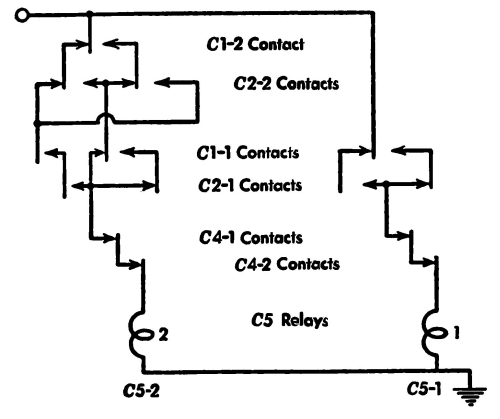 C1-2 Contact
C2-2 Contacts
C1-1 Contacts
C2-1 Contacts
C4-1 Contacts
C4-2 Contacts
C5 Relays
2
1
C5-2
C5-1